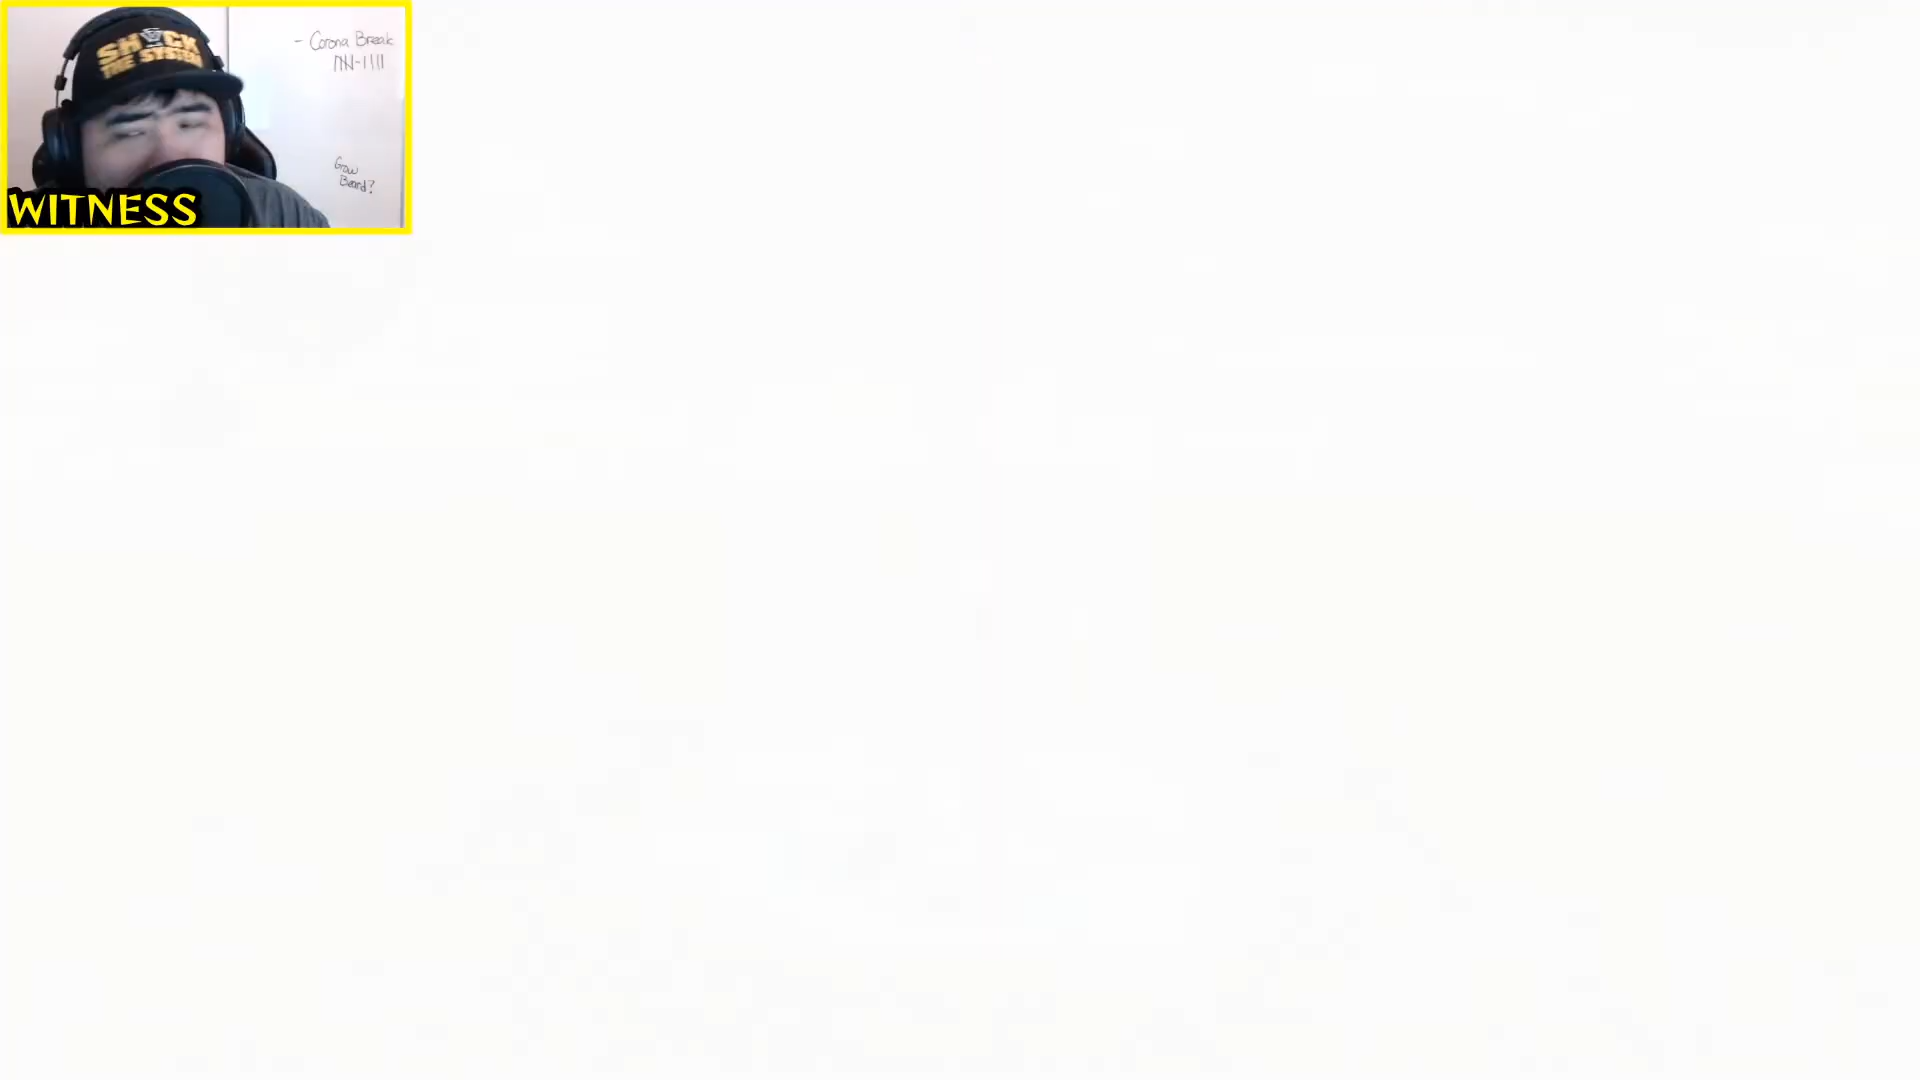 SHOCK
THE SYSTEM
- Corona Break
Grow
Beard?
WITNESS